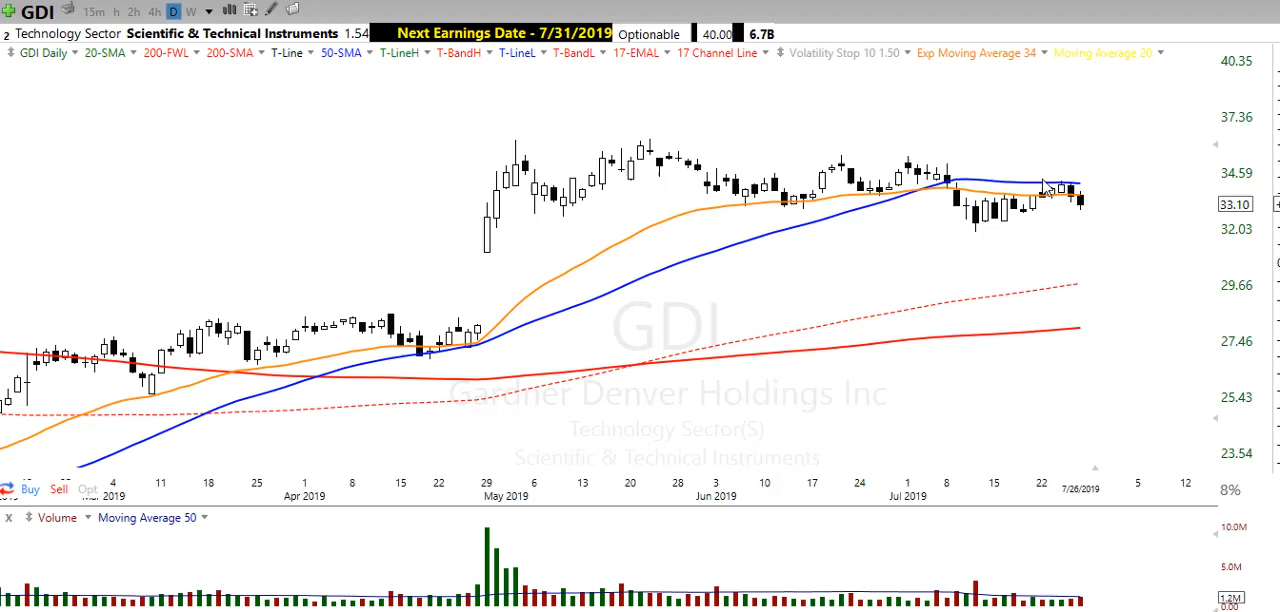 GDI 15m h 2h 4h D W
2 Technology Sector Scientific & Technical Instruments 1.54 Next Earnings Date - 7/31/2019 Optionable 40.00 6.7B
GDI Daily 20-SMA 200-FWL 200-SMA T-Line 50-SMA T-LineH T-BandH T-LineL T-BandL 17-EMAL 17 Channel Line Volatility Stop 10 1.50 Exp Moving Average 34 Moving Average 20
40.35
37.36
34.59
33.10
32.03
29.66
GDI
27.46
Gardner Denver Holdings Inc
25.43
Technology Sector(S)
Scientific & Technical Instruments
23.54
4 11 18 25 1 8 15 22 29 6 13 20 28 3 10 17 24 1 8 15 22 5 12
Buy Sell Opt 8%
2019 Apr 2019 May 2019 Jun 2019 Jul 2019 7/26/2019
X Volume Moving Average 50
10.0M
5.0M
1.2M